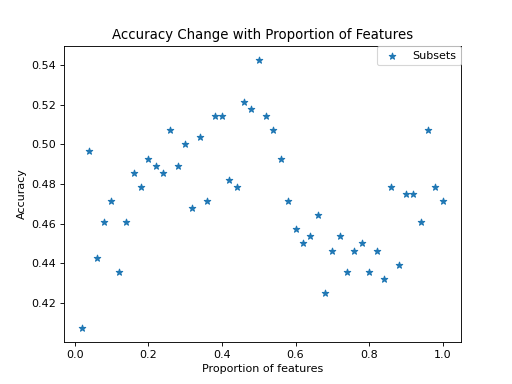 Accuracy Change with Proportion of Features
Subsets
0.54
0.52
0.50
0.48
0.46
0.44
0.42
Accuracy
0.0 0.2 0.4 0.6 0.8 1.0
Proportion of features